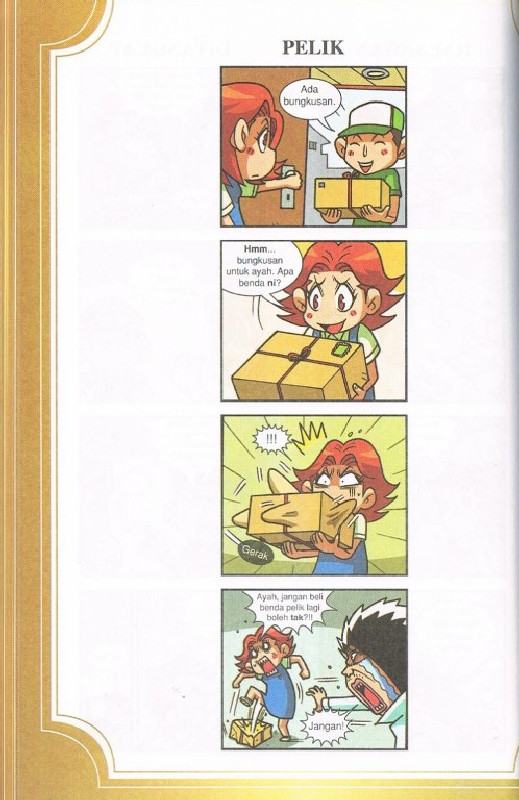 PELIK
Ada
bungkusan.
Hmm...
bungkusan
untuk ayah. Apa
benda ni?
!!!
Gerak
Ayah, jangan beli
benda pelik lagi
boleh tak?!!
Jangan!